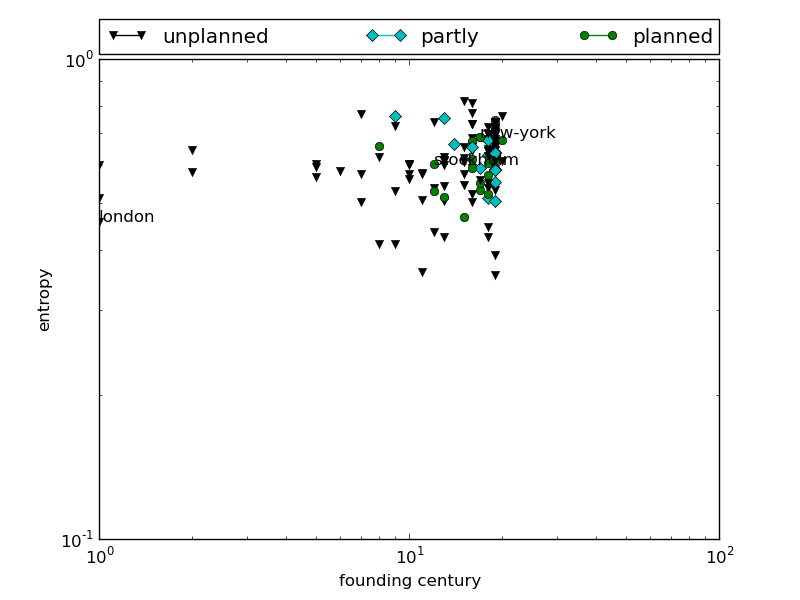 unplanned partly planned
10^0
new-york
stockholm
london
entropy
10^-1
10^0 10^1 10^2
founding century